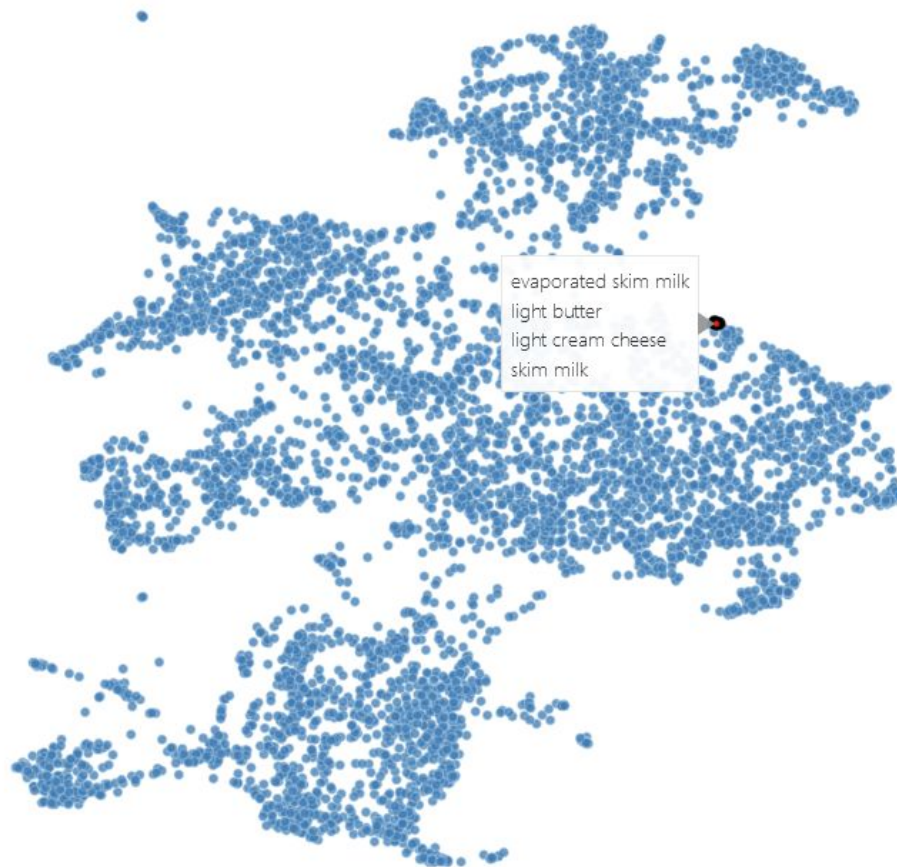 evaporated skim milk
light butter
light cream cheese
skim milk